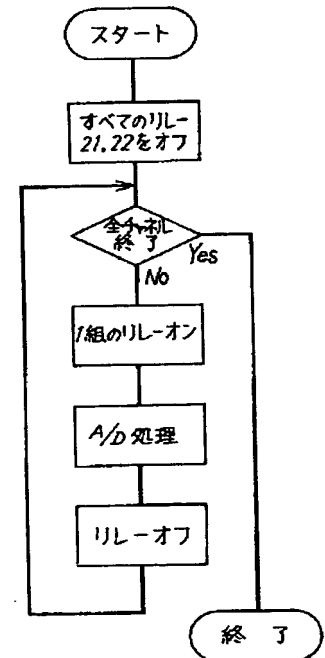 スタート
すべてのリレー
21,22をオフ
全チャネル
終了
Yes
No
1組のリレーオン
A/D処理
リレーオフ
終了